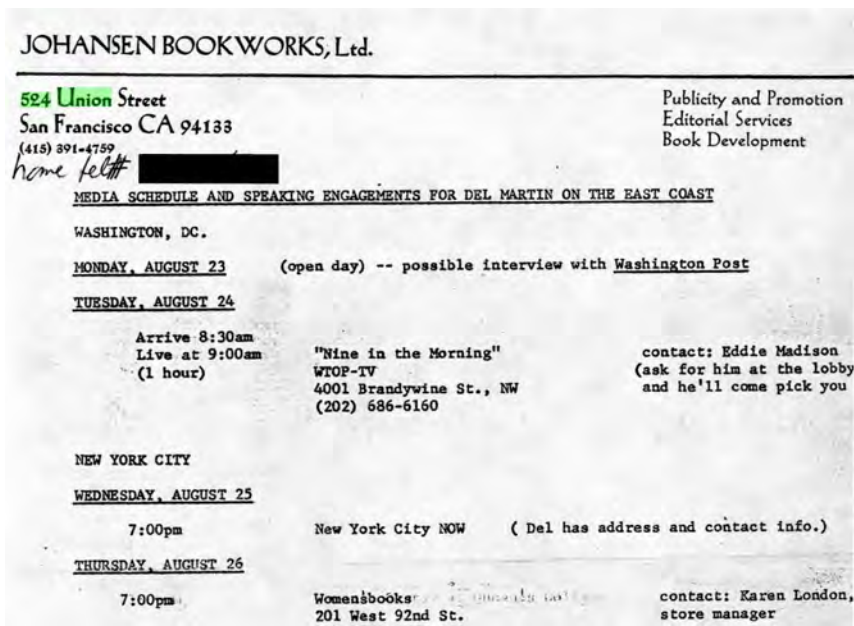 JOHANSEN BOOKWORKS, Ltd.
524 Union Street
San Francisco CA 94133
(415) 391-4759
home tel#
Publicity and Promotion
Editorial Services
Book Development
MEDIA SCHEDULE AND SPEAKING ENGAGEMENTS FOR DEL MARTIN ON THE EAST COAST
WASHINGTON, DC.
MONDAY, AUGUST 23 (open day) -- possible interview with Washington Post
TUESDAY, AUGUST 24
Arrive 8:30am
Live at 9:00am "Nine in the Morning" contact: Eddie Madison
(1 hour) WTOP-TV (ask for him at the lobby
4001 Brandywine St., NW and he'll come pick you
(202) 686-6160
NEW YORK CITY
WEDNESDAY, AUGUST 25
7:00pm New York City NOW ( Del has address and contact info.)
THURSDAY, AUGUST 26
7:00pm Womensbooks contact: Karen London,
201 West 92nd St. store manager